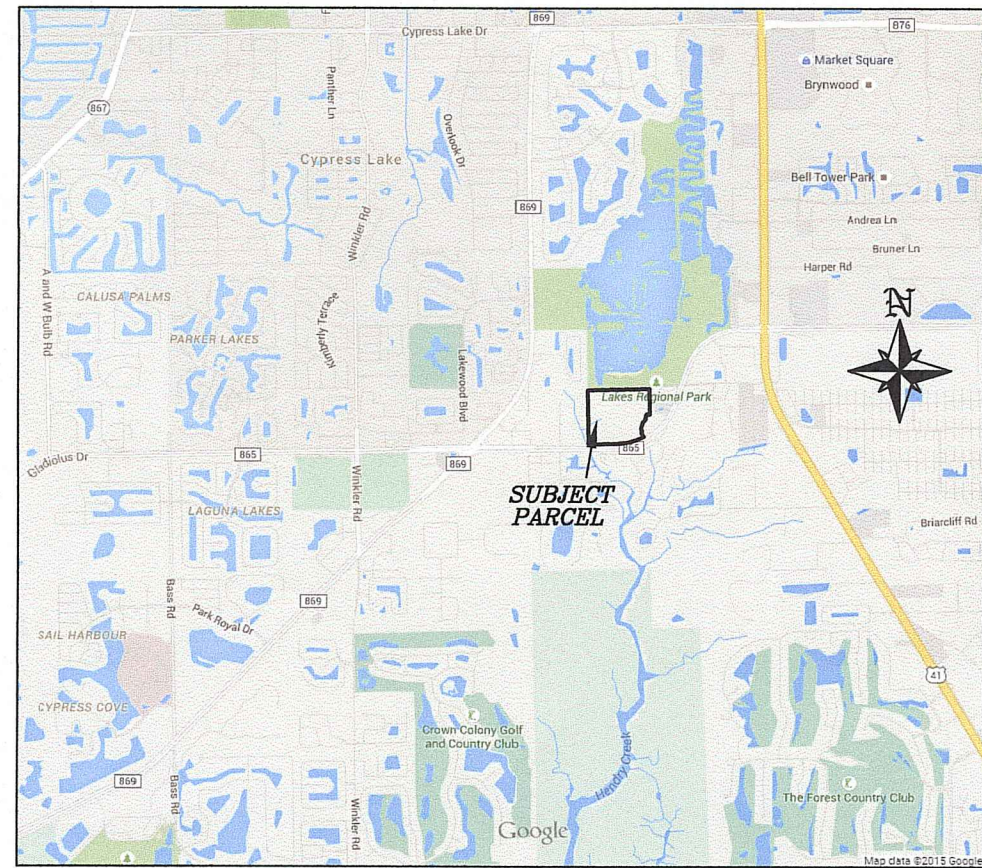 869
876
Cypress Lake Dr
Market Square
Brynwood
Panther Ln
867
Overlook Dr
Cypress Lake
Bell Tower Park
869
Andrea Ln
Winkler Rd
Bruner Ln
Harper Rd
A and W Bulb Rd
CALUSA PALMS
N
PARKER LAKES
Kimberly Terrace
Lakewood Blvd
Lakes Regional Park
865
865
869
Gladiolus Dr
Winkler Rd
SUBJECT
PARCEL
LAGUNA LAKES
Briarcliff Rd
Bass Rd
869
Park Royal Dr
SAIL HARBOUR
41
CYPRESS COVE
Crown Colony Golf
and Country Club
Hendry Creek
869
Bass Rd
Winkler Rd
The Forest Country Club
Google
Map data ©2015 Google